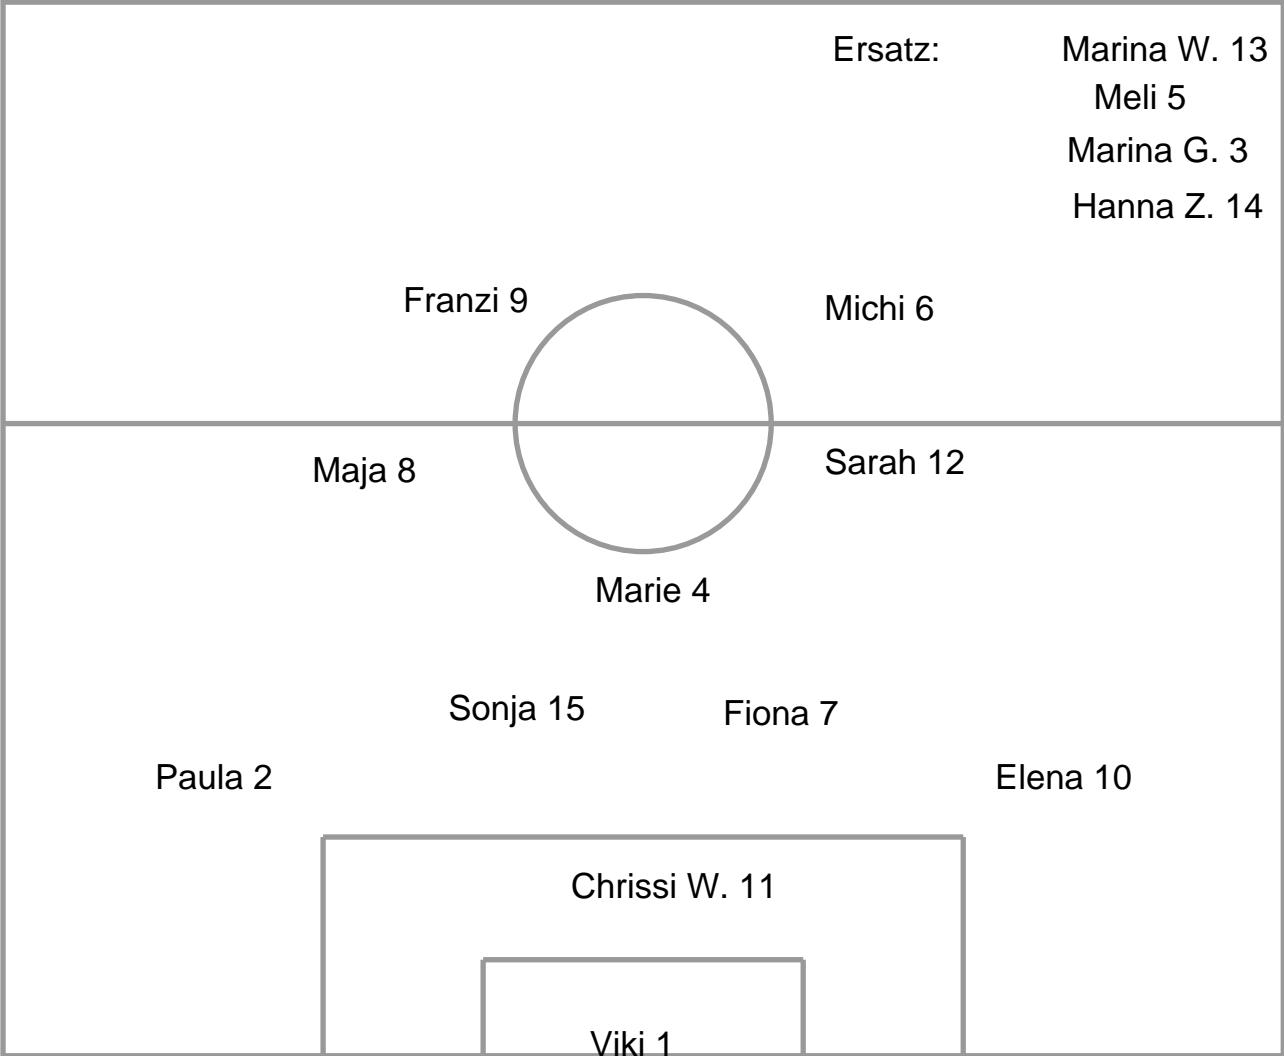 Ersatz: Marina W. 13
Meli 5
Marina G. 3
Hanna Z. 14
Franzi 9 Michi 6
Maja 8 Sarah 12
Marie 4
Sonja 15 Fiona 7
Paula 2 Elena 10
Chrissi W. 11
Viki 1